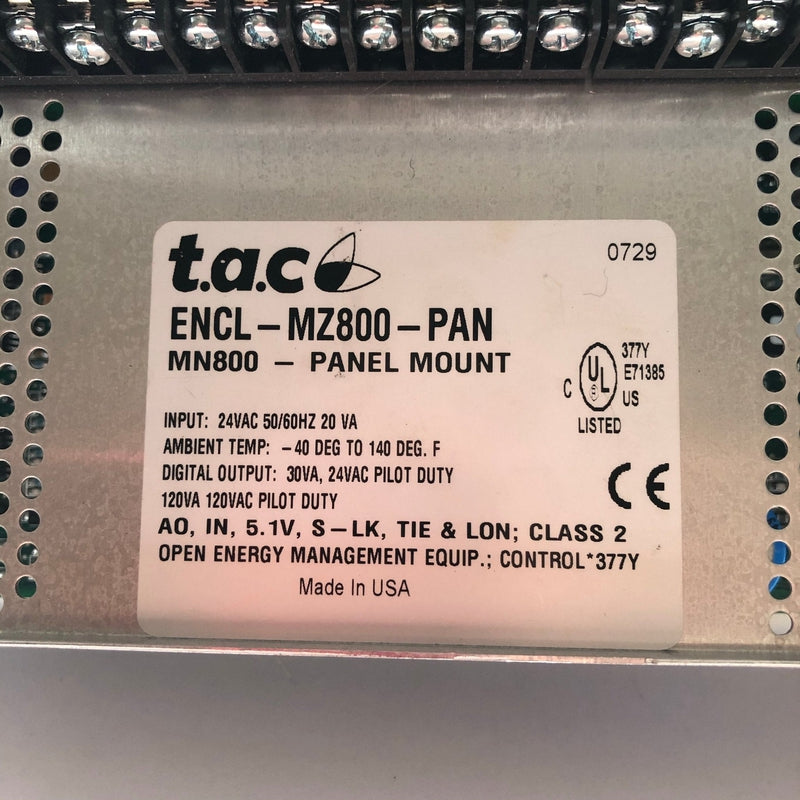 t.a.c
0729
ENCL-MZ800-PAN
MN800 - PANEL MOUNT
C UL US
377Y
E71385
LISTED
INPUT: 24VAC 50/60HZ 20 VA
AMBIENT TEMP: -40 DEG TO 140 DEG. F
DIGITAL OUTPUT: 30VA, 24VAC PILOT DUTY
120VA 120VAC PILOT DUTY
CE
AO, IN, 5.1V, S-LK, TIE & LON; CLASS 2
OPEN ENERGY MANAGEMENT EQUIP.; CONTROL*377Y
Made In USA